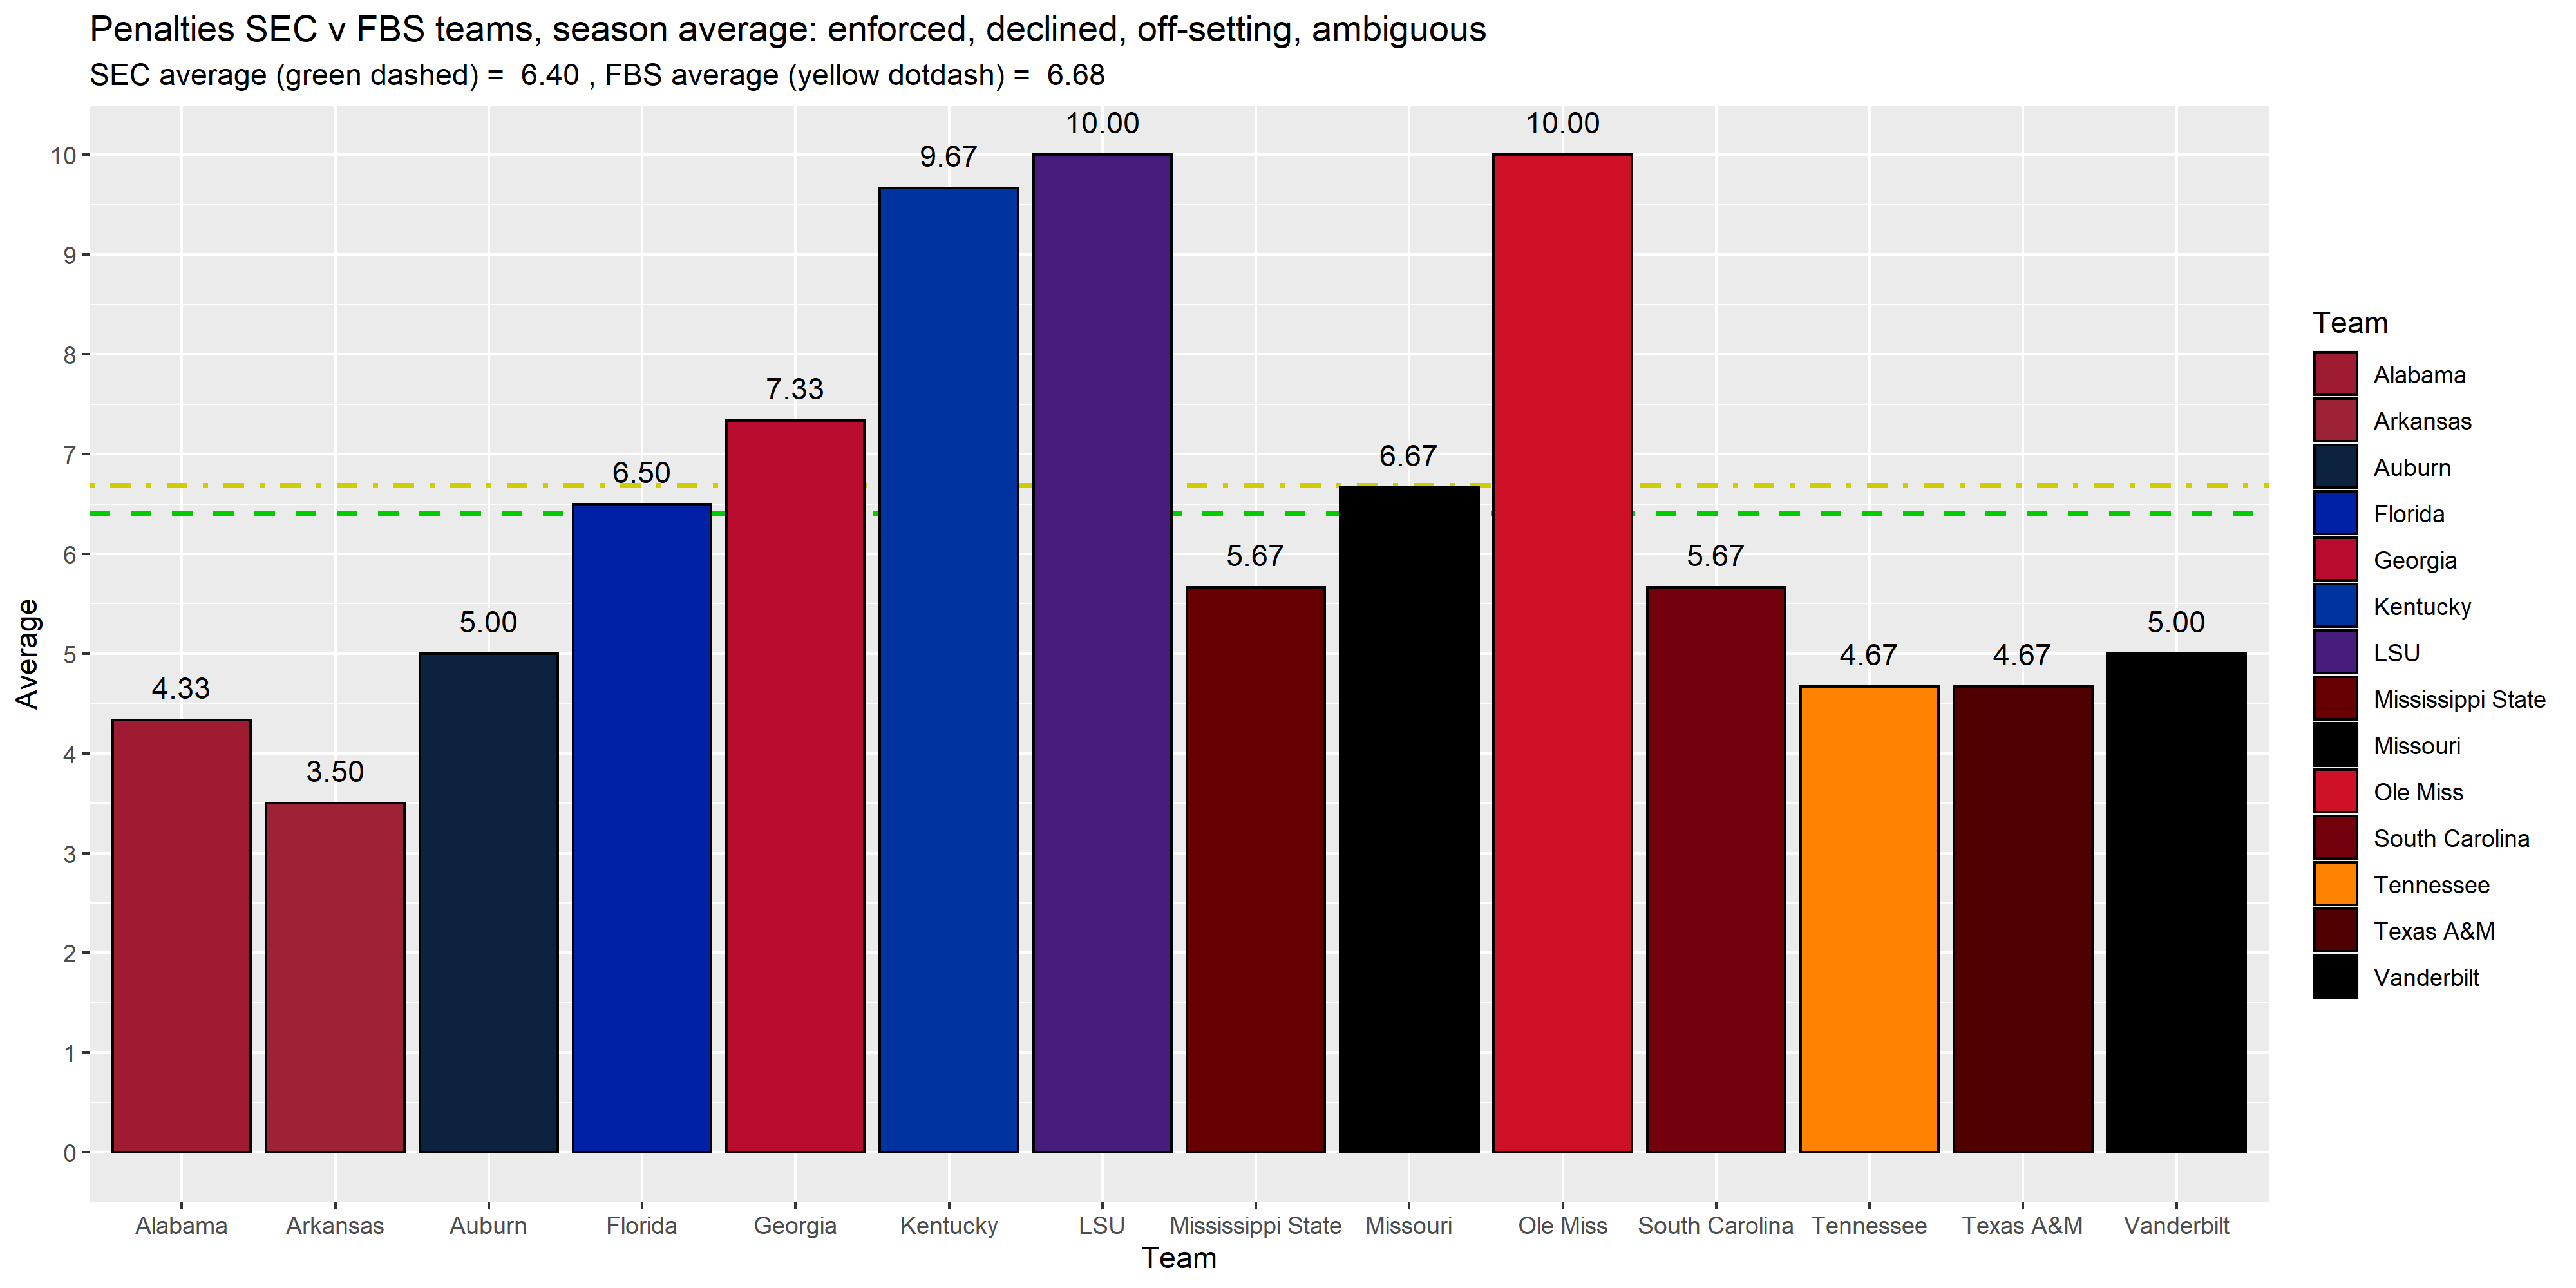 Penalties SEC v FBS teams, season average: enforced, declined, off-setting, ambiguous
SEC average (green dashed) =  6.40 , FBS average (yellow dotdash) =  6.68
Average
10
9
8
7
6
5
4
3
2
1
0
4.33
3.50
5.00
6.50
7.33
9.67
10.00
5.67
6.67
10.00
5.67
4.67
4.67
5.00
Alabama
Arkansas
Auburn
Florida
Georgia
Kentucky
LSU
Mississippi State
Missouri
Ole Miss
South Carolina
Tennessee
Texas A&M
Vanderbilt
Team
Team
Alabama
Arkansas
Auburn
Florida
Georgia
Kentucky
LSU
Mississippi State
Missouri
Ole Miss
South Carolina
Tennessee
Texas A&M
Vanderbilt